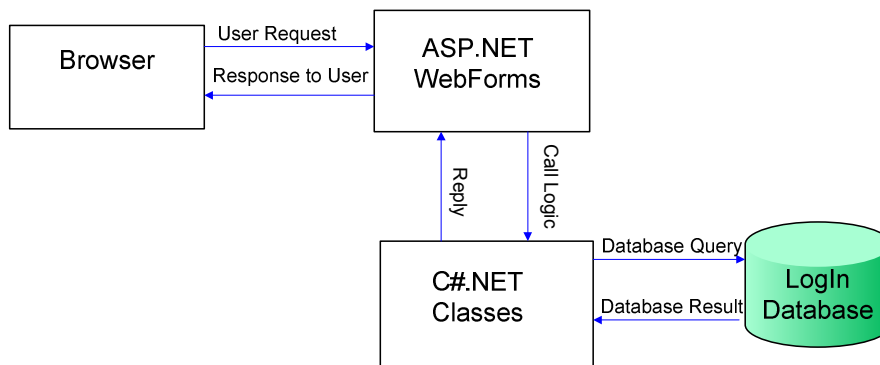 Browser
User Request
Response to User
ASP.NET
WebForms
Reply
Call Logic
C#.NET
Classes
Database Query
Database Result
LogIn
Database